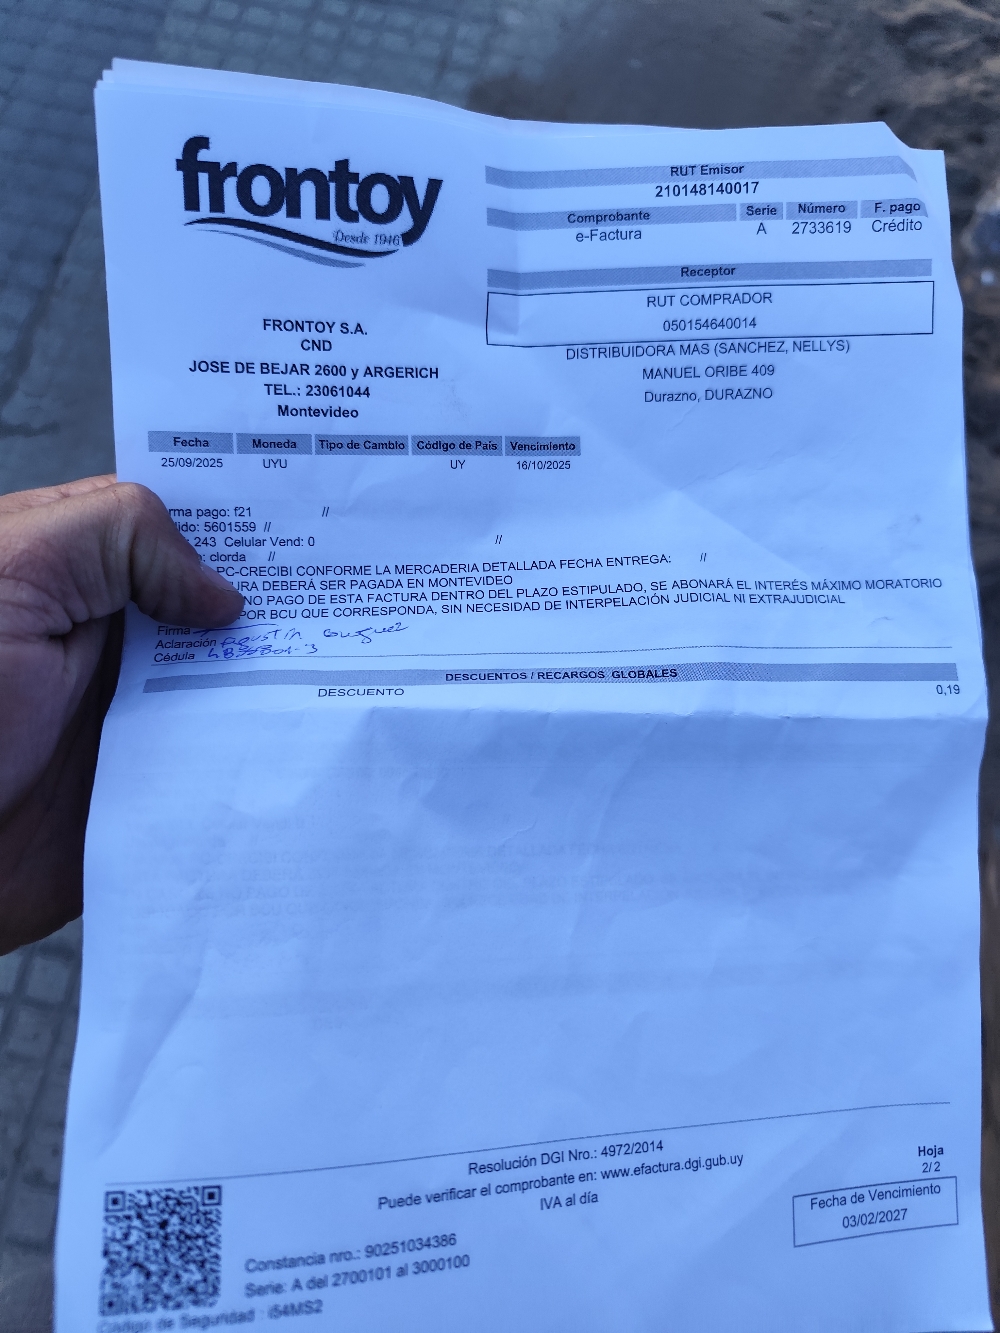 frontoy
Desde 1946
RUT Emisor
210148140017
Comprobante Serie Número F. pago
e-Factura A 2733619 Crédito
Receptor
RUT COMPRADOR
050154640014
DISTRIBUIDORA MAS (SANCHEZ, NELLYS)
MANUEL ORIBE 409
Durazno, DURAZNO
FRONTOY S.A.
CND
JOSE DE BEJAR 2600 y ARGERICH
TEL.: 23061044
Montevideo
Fecha Moneda Tipo de Cambio Código de País Vencimiento
25/09/2025 UYU UY 16/10/2025
pago: f21 //
5601559 //
243 Celular Vend: 0 //
clorda //
PC-CRECIBI CONFORME LA MERCADERIA DETALLADA FECHA ENTREGA: //
DEBERÁ SER PAGADA EN MONTEVIDEO
NO PAGO DE ESTA FACTURA DENTRO DEL PLAZO ESTIPULADO, SE ABONARÁ EL INTERÉS MÁXIMO MORATORIO
POR BCU QUE CORRESPONDA, SIN NECESIDAD DE INTERPELACIÓN JUDICIAL NI EXTRAJUDICIAL
Firma
Aclaración Agustin
Cédula
DESCUENTOS / RECARGOS GLOBALES
DESCUENTO 0,19
Resolución DGI Nro.: 4972/2014
Puede verificar el comprobante en: www.efactura.dgi.gub.uy
IVA al día
Hoja
2/2
Fecha de Vencimiento
03/02/2027
Constancia nro.: 90251034386
Serie: A del 2700101 al 3000100
Código de Seguridad : i54MS2